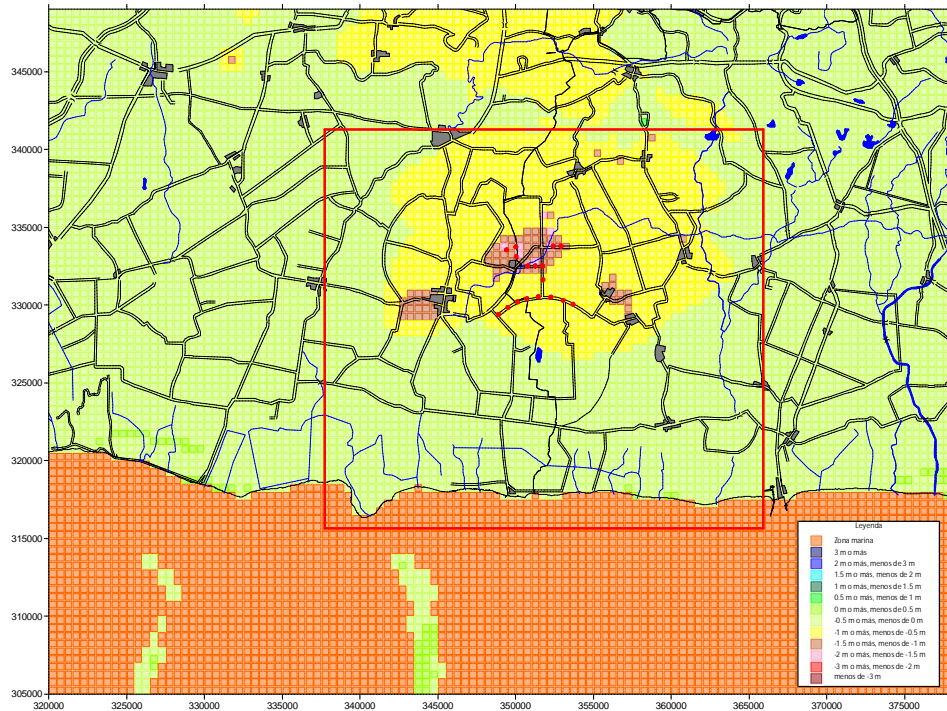 345000
340000
335000
330000
325000
320000
315000
310000
305000
320000 325000 330000 335000 340000 345000 350000 355000 360000 365000 370000 375000
Leyenda
Zona marina
3 m o más
2 m o más, menos de 3 m
1.5 m o más, menos de 2 m
1 m o más, menos de 1.5 m
0.5 m o más, menos de 1 m
0 m o más, menos de 0.5 m
-0.5 m o más, menos de 0 m
-1 m o más, menos de -0.5 m
-1.5 m o más, menos de -1 m
-2 m o más, menos de -1.5 m
-3 m o más, menos de -2 m
menos de -3 m